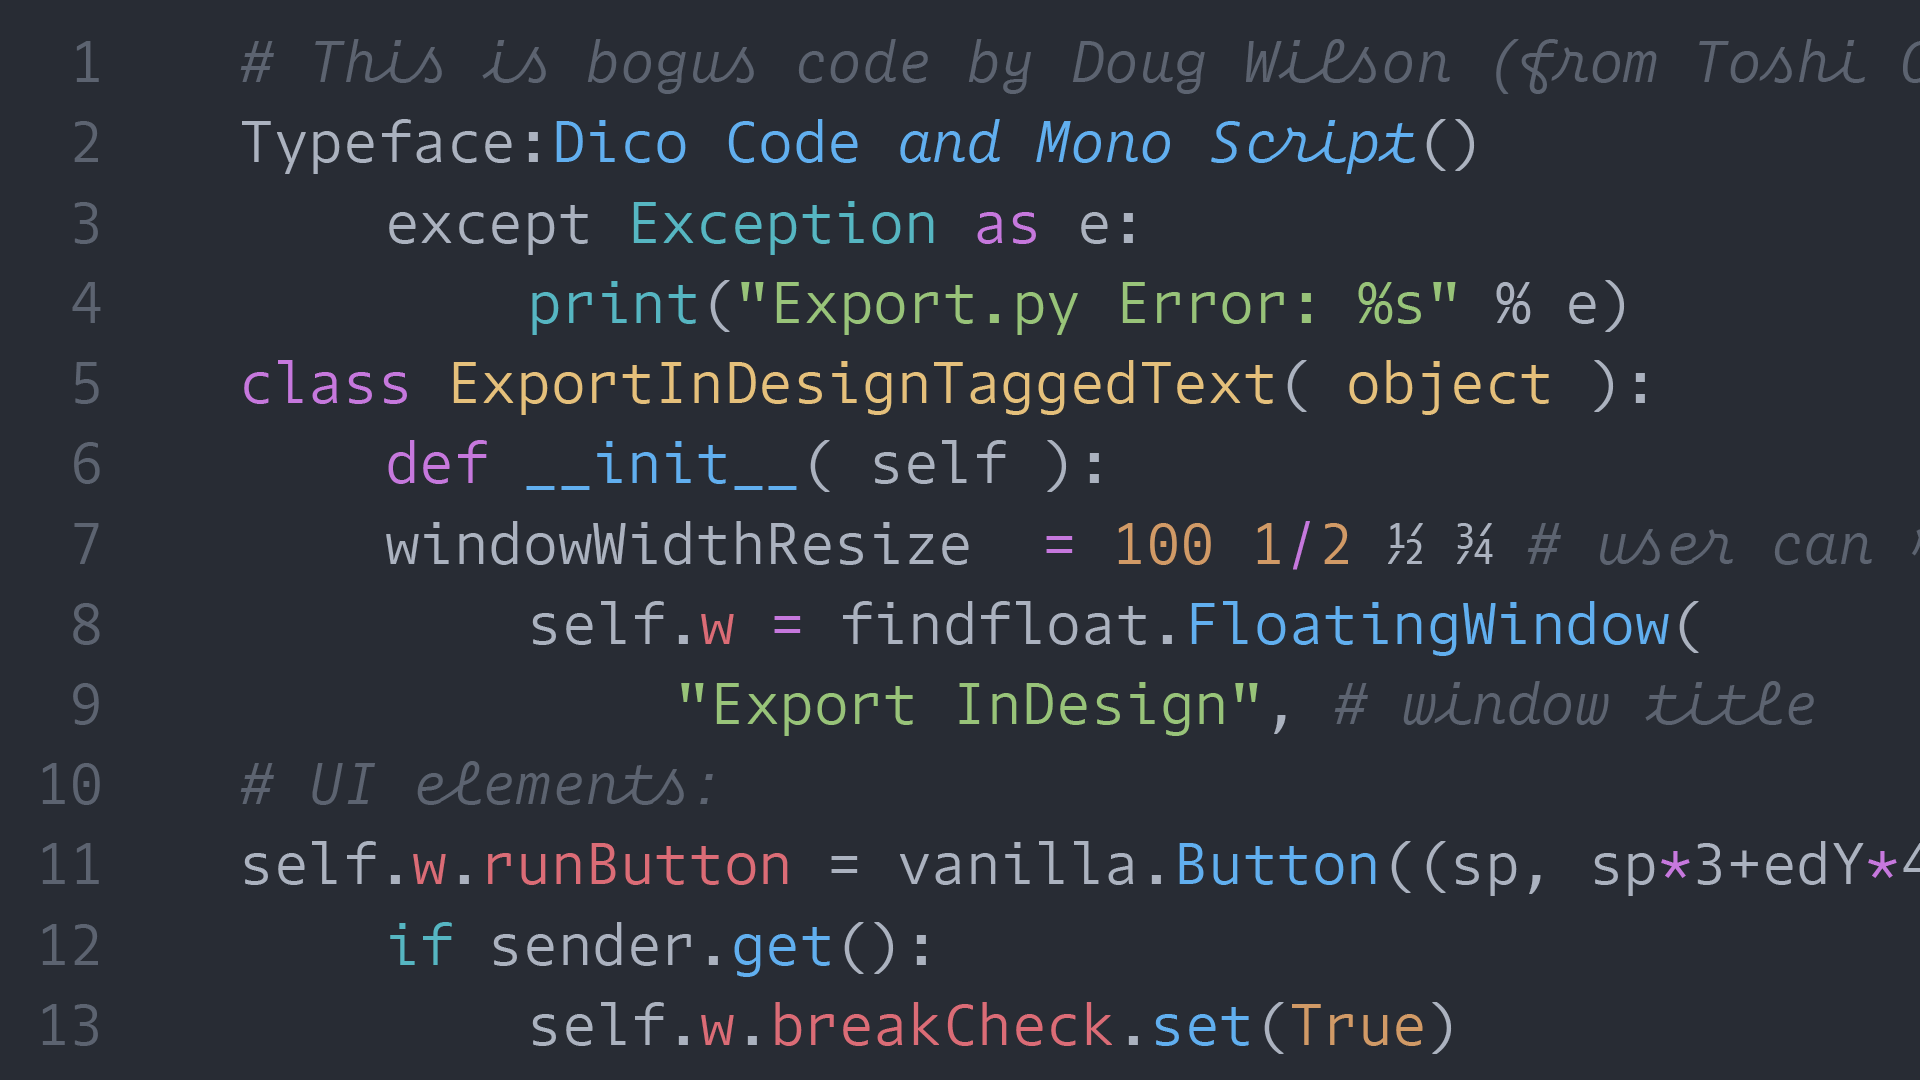 1 # This is bogus code by Doug Wilson (from Toshi
2 Typeface:Dico Code and Mono Script()
3 except Exception as e:
4 print("Export.py Error: %s" % e)
5 class ExportInDesignTaggedText( object ):
6 def __init__( self ):
7 windowWidthResize  = 100 1/2 ½ ¾ # user can
8 self.w = findfloat.FloatingWindow(
9 "Export InDesign", # window title
10 # UI elements:
11 self.w.runButton = vanilla.Button((sp, sp*3+edY*4
12 if sender.get():
13 self.w.breakCheck.set(True)